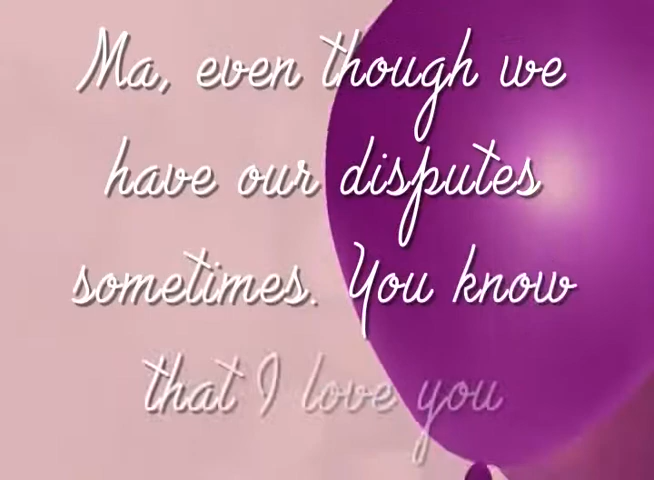 Ma, even though we
have our disputes
sometimes. You know
that I love you